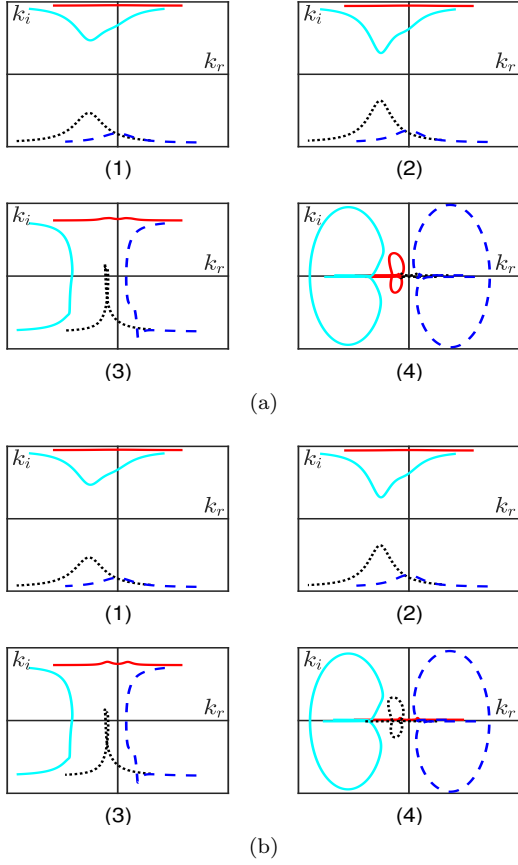 k_i k_r k_i k_r
(1) (2)
k_i k_r k_i k_r
(3) (4)
(a)
k_i k_r k_i k_r
(1) (2)
k_i k_r k_i k_r
(3) (4)
(b)